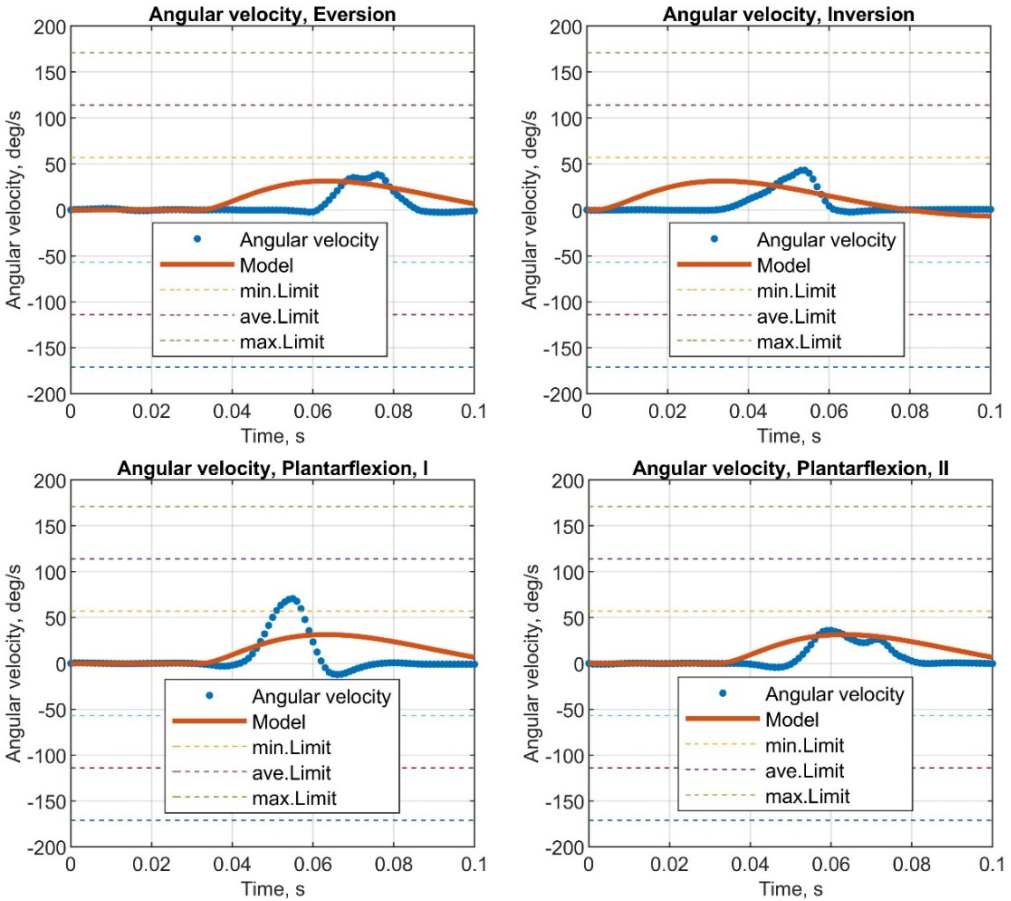 Angular velocity, Eversion
200
150
100
50
0
-50
-100
-150
-200
Angular velocity, deg/s
Angular velocity
Model
min.Limit
ave.Limit
max.Limit
0 0.02 0.04 0.06 0.08 0.1
Time, s
Angular velocity, Inversion
200
150
100
50
0
-50
-100
-150
-200
Angular velocity, deg/s
Angular velocity
Model
min.Limit
ave.Limit
max.Limit
0 0.02 0.04 0.06 0.08 0.1
Time, s
Angular velocity, Plantarflexion, I
200
150
100
50
0
-50
-100
-150
-200
Angular velocity, deg/s
Angular velocity
Model
min.Limit
ave.Limit
max.Limit
0 0.02 0.04 0.06 0.08 0.1
Time, s
Angular velocity, Plantarflexion, II
200
150
100
50
0
-50
-100
-150
-200
Angular velocity, deg/s
Angular velocity
Model
min.Limit
ave.Limit
max.Limit
0 0.02 0.04 0.06 0.08 0.1
Time, s